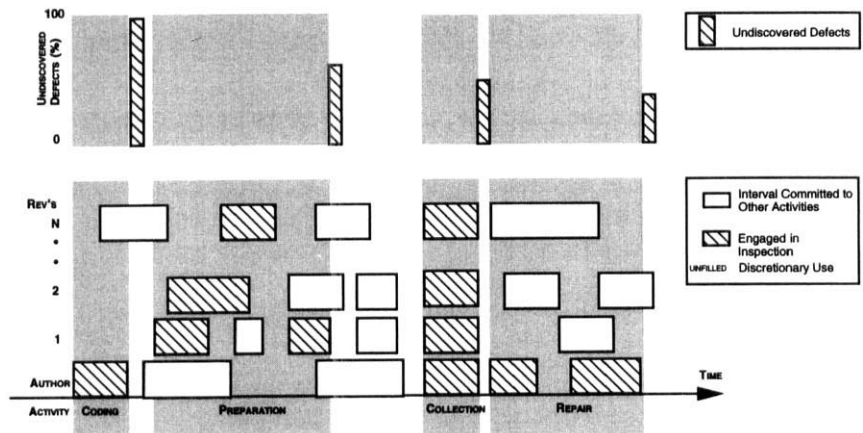 100
UNDISCOVERED
DEFECTS (%)
0
Undiscovered Defects
REV'S
N
2
1
AUTHOR
Interval Committed to
Other Activities
Engaged in
Inspection
UNFILLED Discretionary Use
TIME
ACTIVITY CODING PREPARATION COLLECTION REPAIR